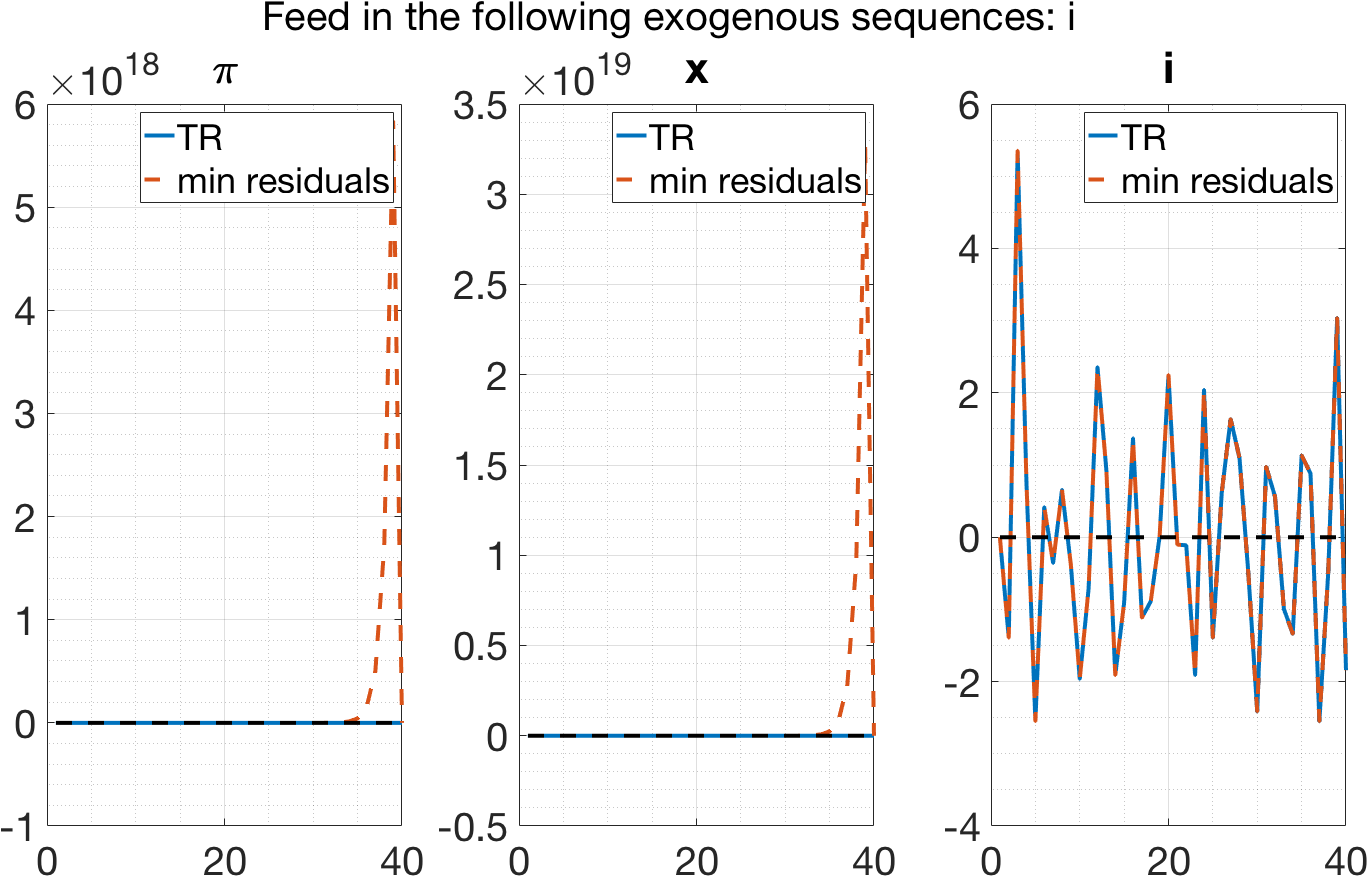 Feed in the following exogenous sequences: i
×10^18 π
TR
min residuals
6
5
4
3
2
1
0
-1
0 20 40
×10^19 x
TR
min residuals
3.5
3
2.5
2
1.5
1
0.5
0
-0.5
0 20 40
i
TR
min residuals
6
4
2
0
-2
-4
0 20 40